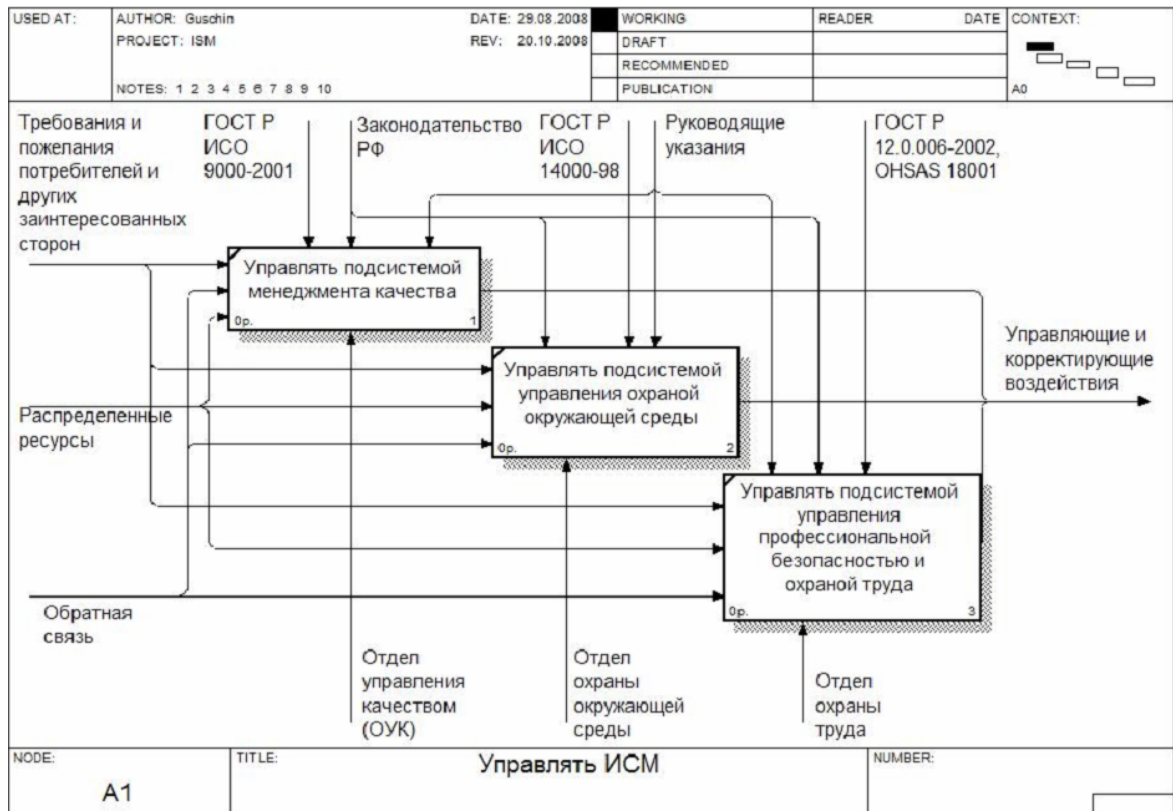 USED AT:
AUTHOR: Guschin
DATE: 29.08.2008
PROJECT: ISM
REV: 20.10.2008
NOTES: 1 2 3 4 5 6 7 8 9 10
WORKING
DRAFT
RECOMMENDED
PUBLICATION
READER
DATE
CONTEXT:
A0
Требования и
пожелания
потребителей и
других
заинтересованных
сторон
ГОСТ Р
ИСО
9000-2001
Законодательство
РФ
ГОСТ Р
ИСО
14000-98
Руководящие
указания
ГОСТ Р
12.0.006-2002,
OHSAS 18001
Управлять подсистемой
менеджмента качества
0р.
1
Управлять подсистемой
управления охраной
окружающей среды
0р.
2
Управляющие и
корректирующие
воздействия
Распределенные
ресурсы
Управлять подсистемой
управления
профессиональной
безопасностью и
охраной труда
0р.
3
Обратная
связь
Отдел
управления
качеством
(ОУК)
Отдел
охраны
окружающей
среды
Отдел
охраны
труда
NODE:
A1
TITLE:
Управлять ИСМ
NUMBER: